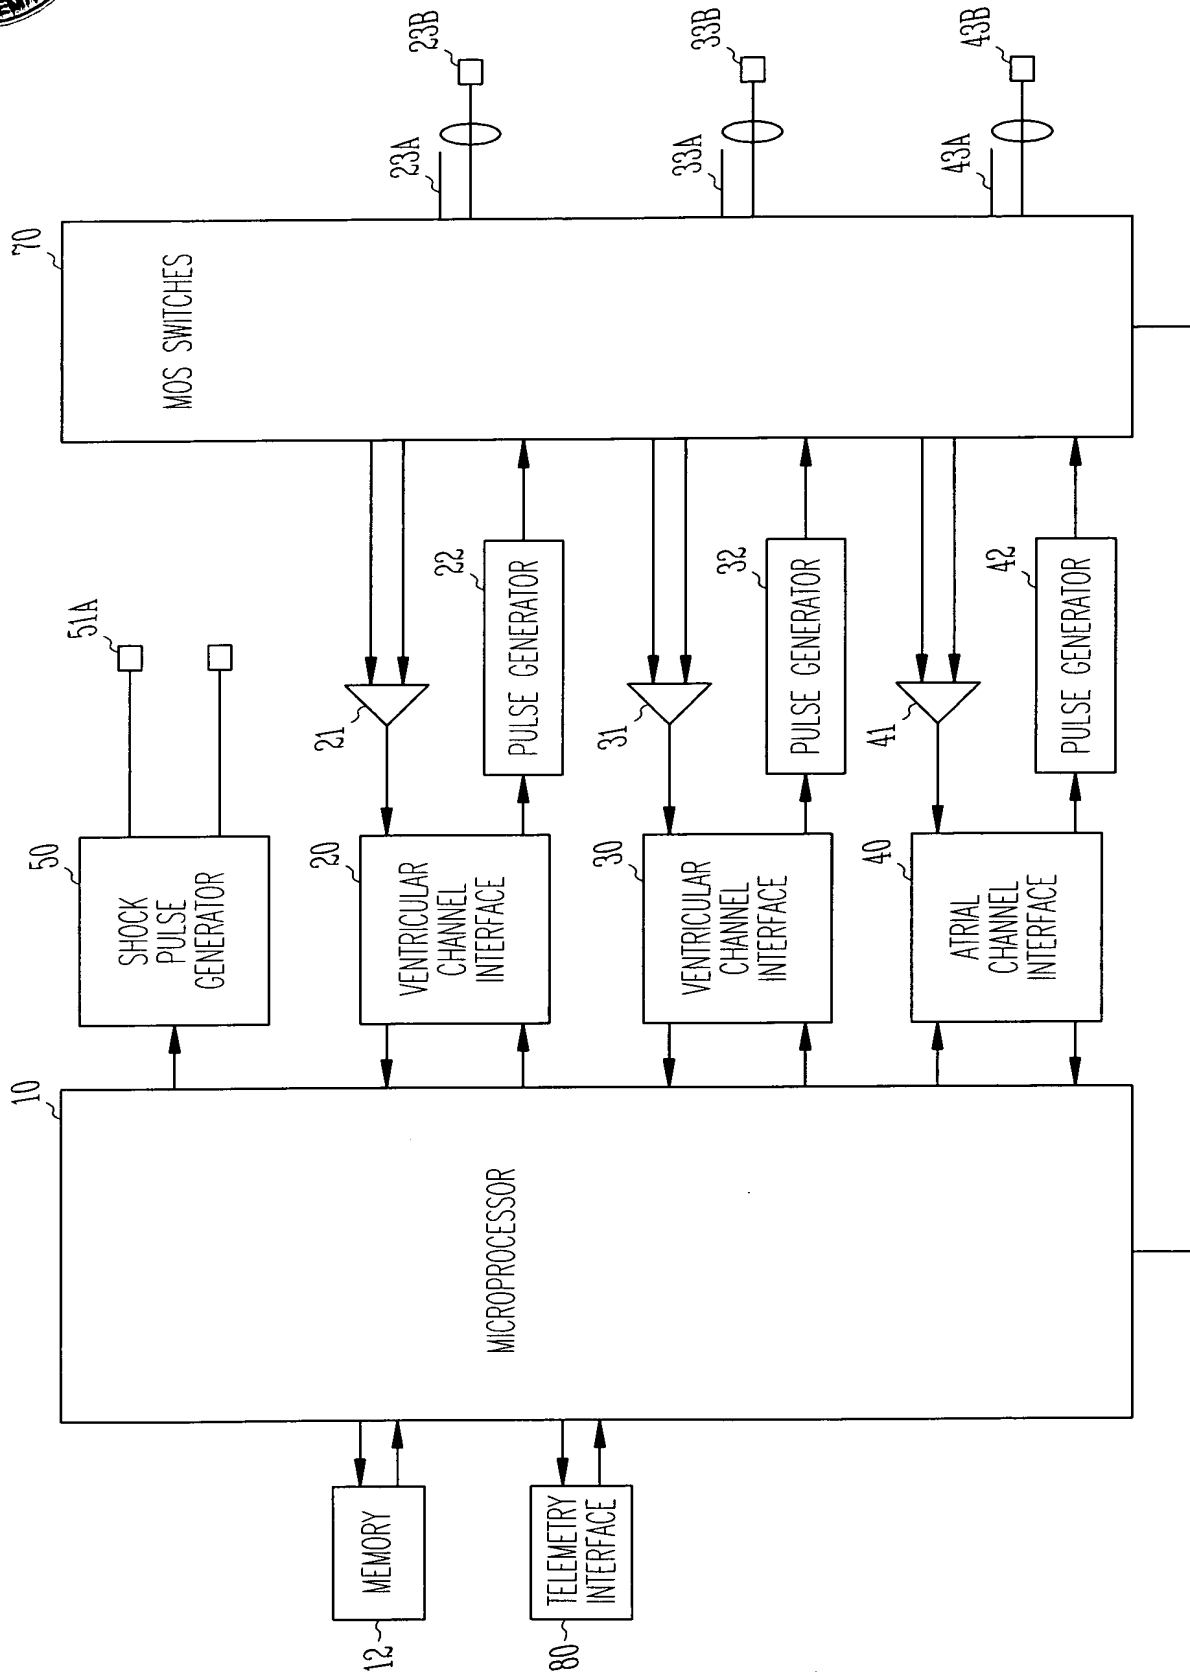 10
50
51A
70
MICROPROCESSOR
SHOCK
PULSE
GENERATOR
MOS SWITCHES
12
MEMORY
20
VENTRICULAR
CHANNEL
INTERFACE
21
22
PULSE GENERATOR
23A
23B
80
TELEMETRY
INTERFACE
30
VENTRICULAR
CHANNEL
INTERFACE
31
32
PULSE GENERATOR
33A
33B
40
ATRIAL
CHANNEL
INTERFACE
41
42
PULSE GENERATOR
43A
43B